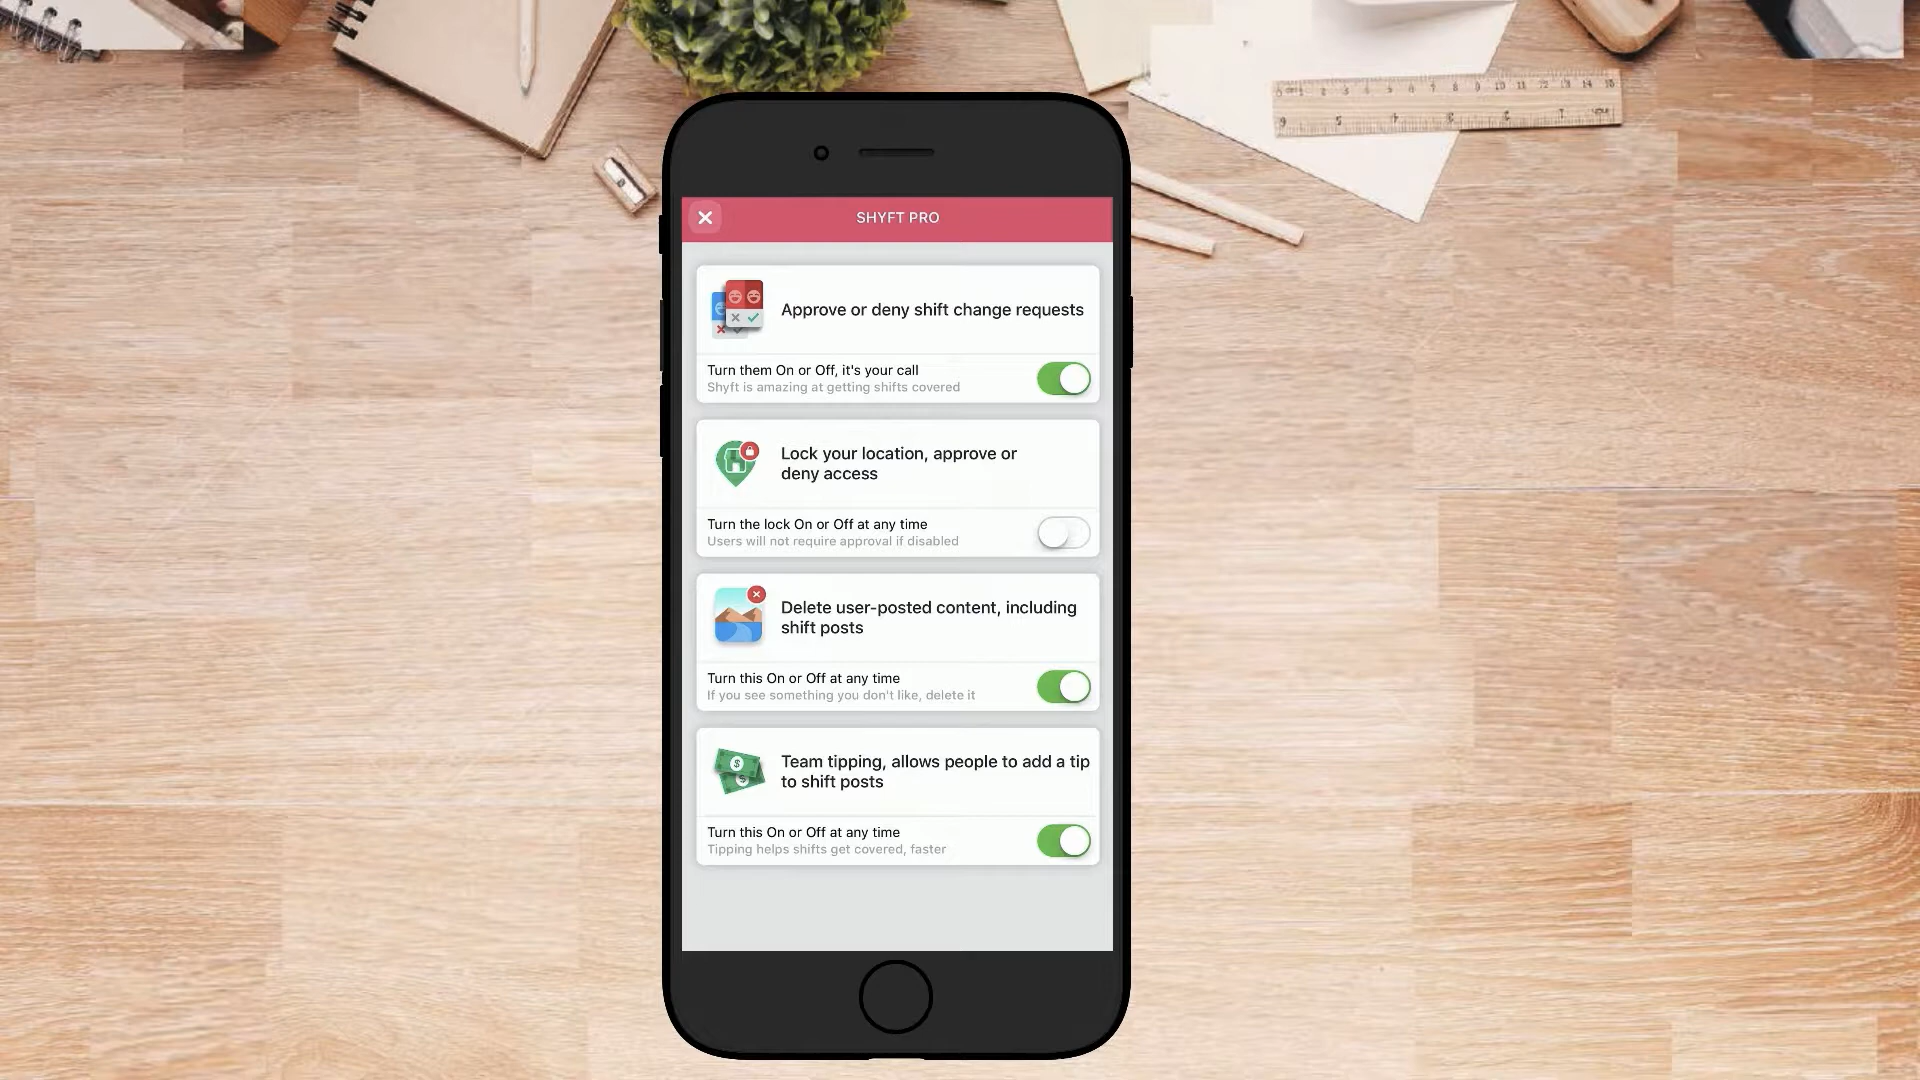 SHYFT PRO
Approve or deny shift change requests
Turn them On or Off, it's your call
Shyft is amazing at getting shifts covered
Lock your location, approve or
deny access
Turn the lock On or Off at any time
Users will not require approval if disabled
Delete user-posted content, including
shift posts
Turn this On or Off at any time
If you see something you don't like, delete it
Team tipping, allows people to add a tip
to shift posts
Turn this On or Off at any time
Tipping helps shifts get covered, faster